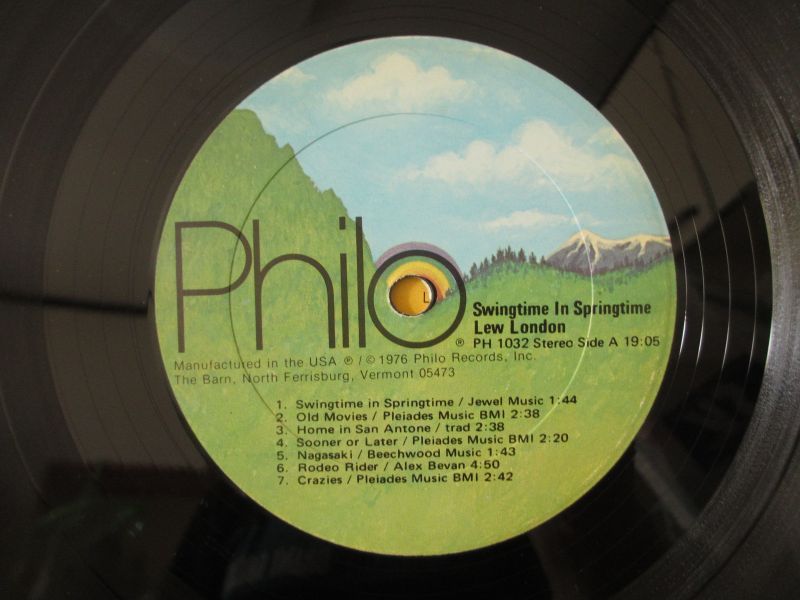 Philo
Swingtime In Springtime
Lew London
® PH 1032 Stereo Side A 19:05
Manufactured in the USA ℗ / © 1976 Philo Records, Inc.
The Barn, North Ferrisburg, Vermont 05473
1. Swingtime in Springtime / Jewel Music 1:44
2. Old Movies / Pleiades Music BMI 2:38
3. Home in San Antone / trad 2:38
4. Sooner or Later / Pleiades Music BMI 2:20
5. Nagasaki / Beechwood Music 1:43
6. Rodeo Rider / Alex Bevan 4:50
7. Crazies / Pleiades Music BMI 2:42